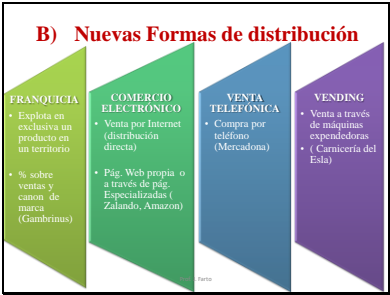 B) Nuevas Formas de distribución
FRANQUICIA
• Explota en
exclusiva un
producto en
un territorio
• % sobre
ventas y
canon de
marca
(Gambrinus)
COMERCIO
ELECTRÓNICO
• Venta por Internet
(distribución
directa)
• Pág. Web propia o
a través de pág.
Especializadas (
Zalando, Amazon)
VENTA
TELEFÓNICA
• Compra por
teléfono
(Mercadona)
VENDING
• Venta a través
de máquinas
expendedoras
• ( Carnicería del
Esla)